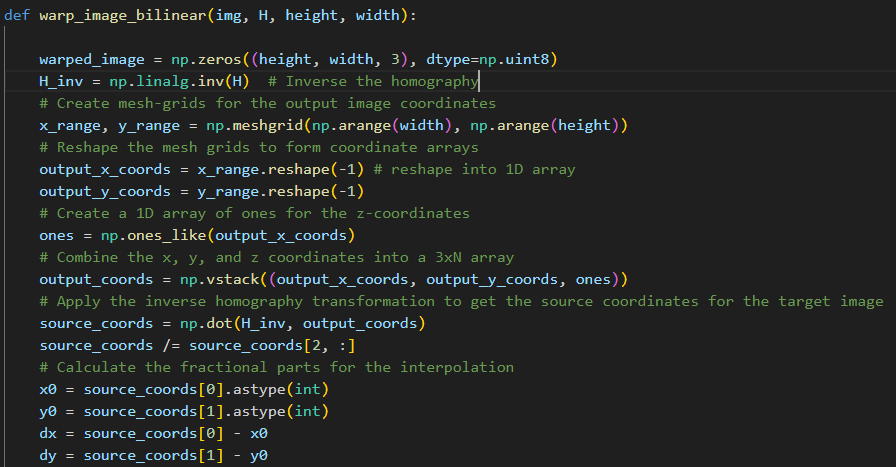 def warp_image_bilinear(img, H, height, width):
    warped_image = np.zeros((height, width, 3), dtype=np.uint8)
    H_inv = np.linalg.inv(H)  # Inverse the homography
    # Create mesh-grids for the output image coordinates
    x_range, y_range = np.meshgrid(np.arange(width), np.arange(height))
    # Reshape the mesh grids to form coordinate arrays
    output_x_coords = x_range.reshape(-1) # reshape into 1D array
    output_y_coords = y_range.reshape(-1)
    # Create a 1D array of ones for the z-coordinates
    ones = np.ones_like(output_x_coords)
    # Combine the x, y, and z coordinates into a 3xN array
    output_coords = np.vstack((output_x_coords, output_y_coords, ones))
    # Apply the inverse homography transformation to get the source coordinates for the target image
    source_coords = np.dot(H_inv, output_coords)
    source_coords /= source_coords[2, :]
    # Calculate the fractional parts for the interpolation
    x0 = source_coords[0].astype(int)
    y0 = source_coords[1].astype(int)
    dx = source_coords[0] - x0
    dy = source_coords[1] - y0